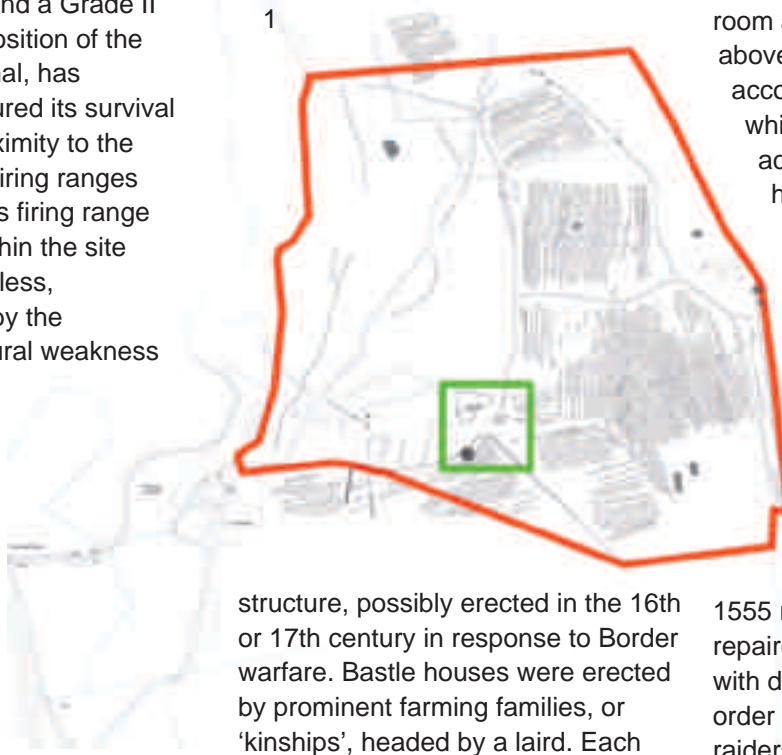 nd a Grade II
osition of the
nal, has
ured its survival
ximity to the
iring ranges
s firing range
hin the site
less,
by the
ural weakness
1
structure, possibly erected in the 16th
or 17th century in response to Border
warfare. Bastle houses were erected
by prominent farming families, or
‘kinships’, headed by a laird. Each
room
above
acco
whi
ac
h
1555
repaire
with d
order
raider